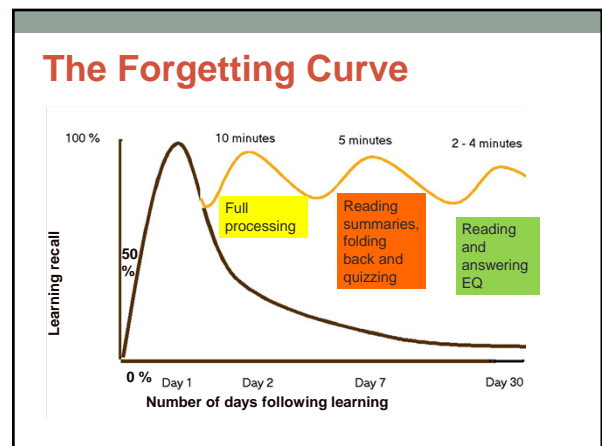 The Forgetting Curve
100 %
10 minutes
5 minutes
2 - 4 minutes
Full
processing
Reading
summaries,
folding
back and
quizzing
Reading
and
answering
EQ
50
%
Learning recall
0 %
Day 1
Day 2
Day 7
Day 30
Number of days following learning